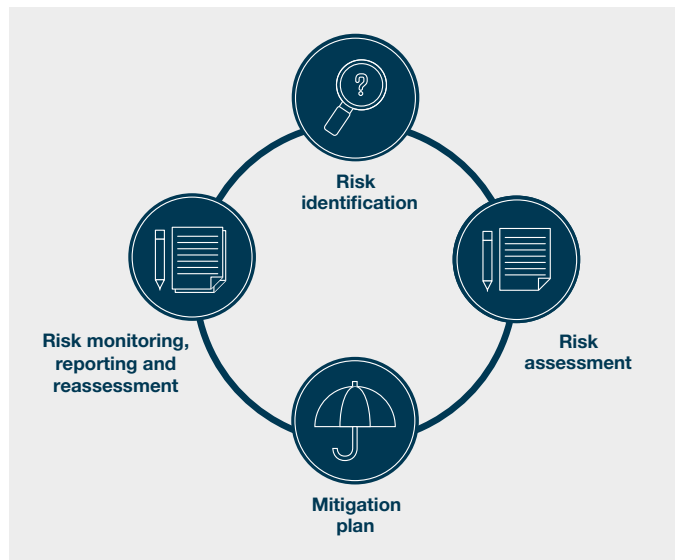 ?
Risk
identification
Risk
assessment
Mitigation
plan
Risk monitoring,
reporting and
reassessment